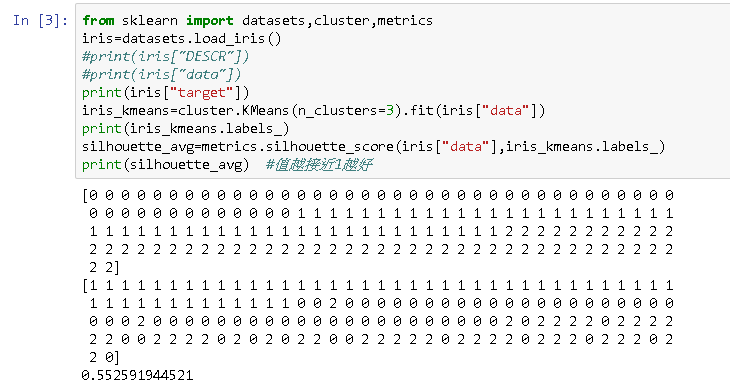 In [3]:
from sklearn import datasets,cluster,metrics
iris=datasets.load_iris()
#print(iris["DESCR"])
#print(iris["data"])
print(iris["target"])
iris_kmeans=cluster.KMeans(n_clusters=3).fit(iris["data"])
print(iris_kmeans.labels_)
silhouette_avg=metrics.silhouette_score(iris["data"],iris_kmeans.labels_)
print(silhouette_avg)  #值越接近1越好
[0 0 0 0 0 0 0 0 0 0 0 0 0 0 0 0 0 0 0 0 0 0 0 0 0 0 0 0 0 0 0 0 0 0 0 0 0
0 0 0 0 0 0 0 0 0 0 0 0 0 1 1 1 1 1 1 1 1 1 1 1 1 1 1 1 1 1 1 1 1 1 1 1 1
1 1 1 1 1 1 1 1 1 1 1 1 1 1 1 1 1 1 1 1 1 1 1 1 1 1 2 2 2 2 2 2 2 2 2 2 2
2 2 2 2 2 2 2 2 2 2 2 2 2 2 2 2 2 2 2 2 2 2 2 2 2 2 2 2 2 2 2 2 2 2 2 2 2
2 2]
[1 1 1 1 1 1 1 1 1 1 1 1 1 1 1 1 1 1 1 1 1 1 1 1 1 1 1 1 1 1 1 1 1 1 1 1 1
1 1 1 1 1 1 1 1 1 1 1 1 1 0 0 2 0 0 0 0 0 0 0 0 0 0 0 0 0 0 0 0 0 0 0 0 0
0 0 0 2 0 0 0 0 0 0 0 0 0 0 0 0 0 0 0 0 0 0 0 0 0 0 2 0 2 2 2 2 0 2 2 2 2
2 2 0 0 2 2 2 2 0 2 0 2 0 2 2 0 0 2 2 2 2 2 0 2 2 2 2 0 2 2 2 0 2 2 2 0 2
2 0]
0.552591944521